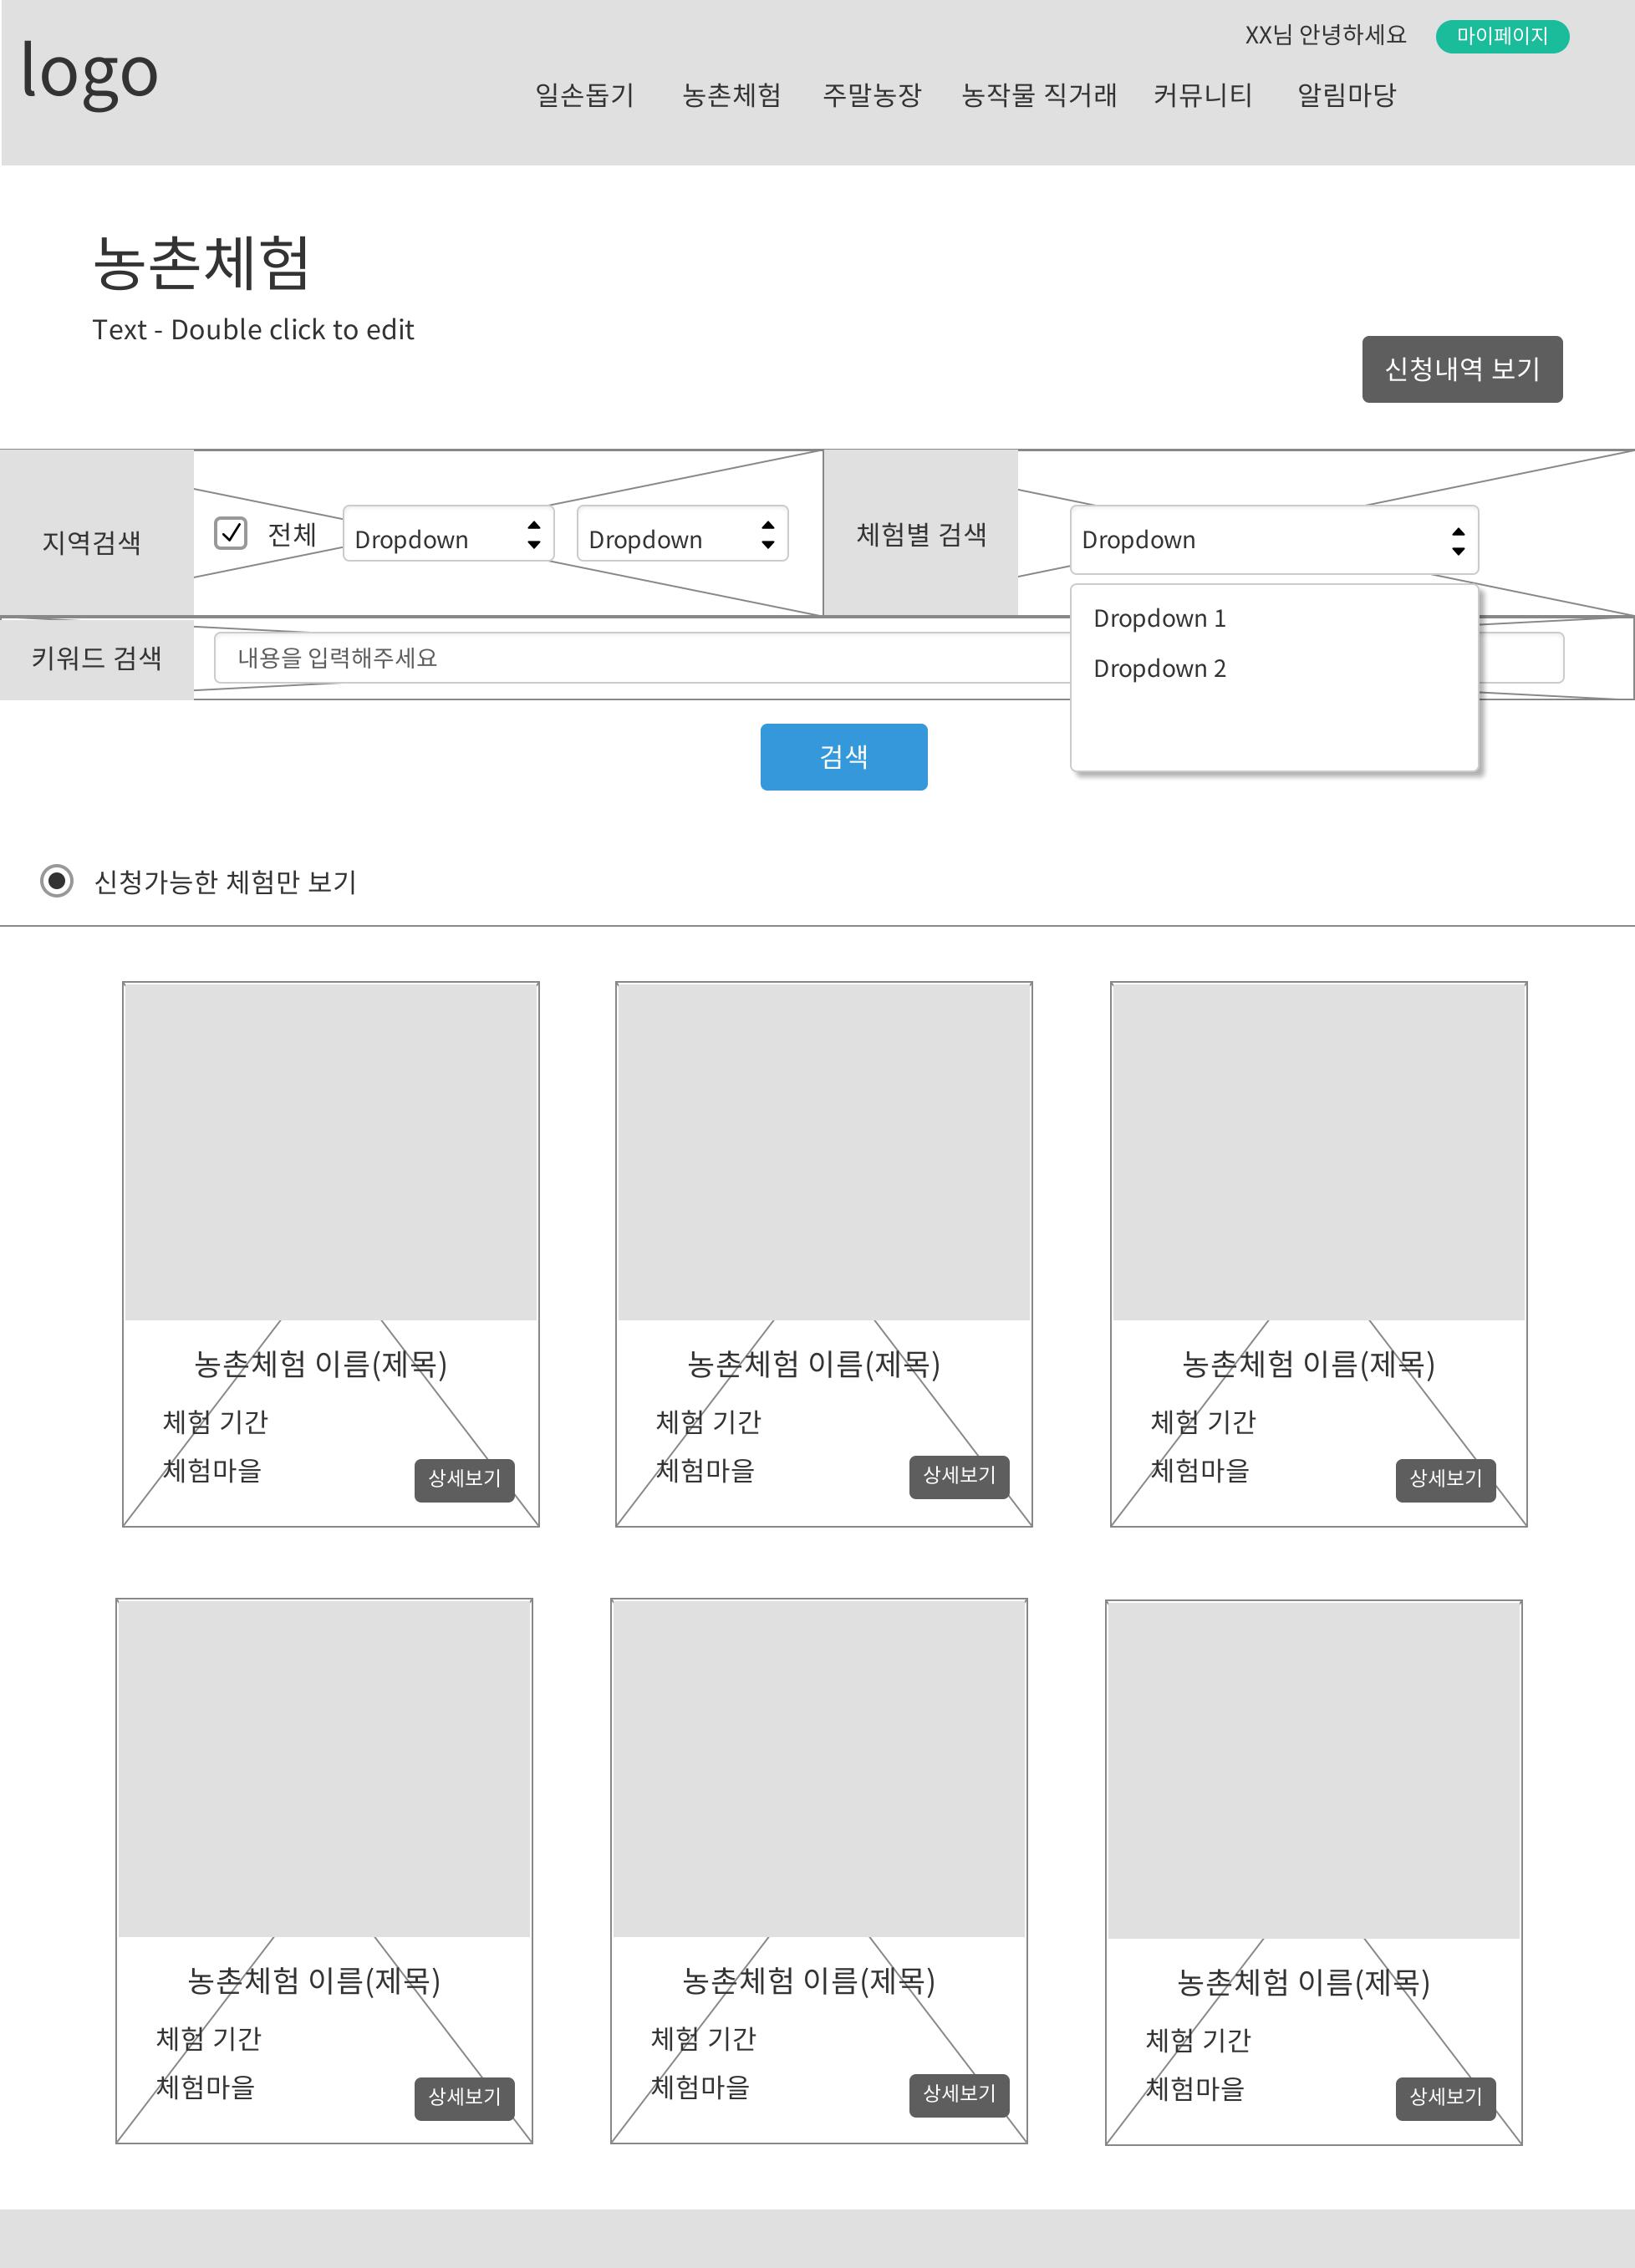 logo
XX님 안녕하세요
마이페이지
일손돕기 농촌체험 주말농장 농작물 직거래 커뮤니티 알림마당
농촌체험
Text - Double click to edit
신청내역 보기
지역검색
전체
Dropdown
Dropdown
체험별 검색
Dropdown
Dropdown 1
Dropdown 2
키워드 검색
내용을 입력해주세요
검색
신청가능한 체험만 보기
농촌체험 이름(제목)
체험 기간
체험마을
상세보기
농촌체험 이름(제목)
체험 기간
체험마을
상세보기
농촌체험 이름(제목)
체험 기간
체험마을
상세보기
농촌체험 이름(제목)
체험 기간
체험마을
상세보기
농촌체험 이름(제목)
체험 기간
체험마을
상세보기
농촌체험 이름(제목)
체험 기간
체험마을
상세보기